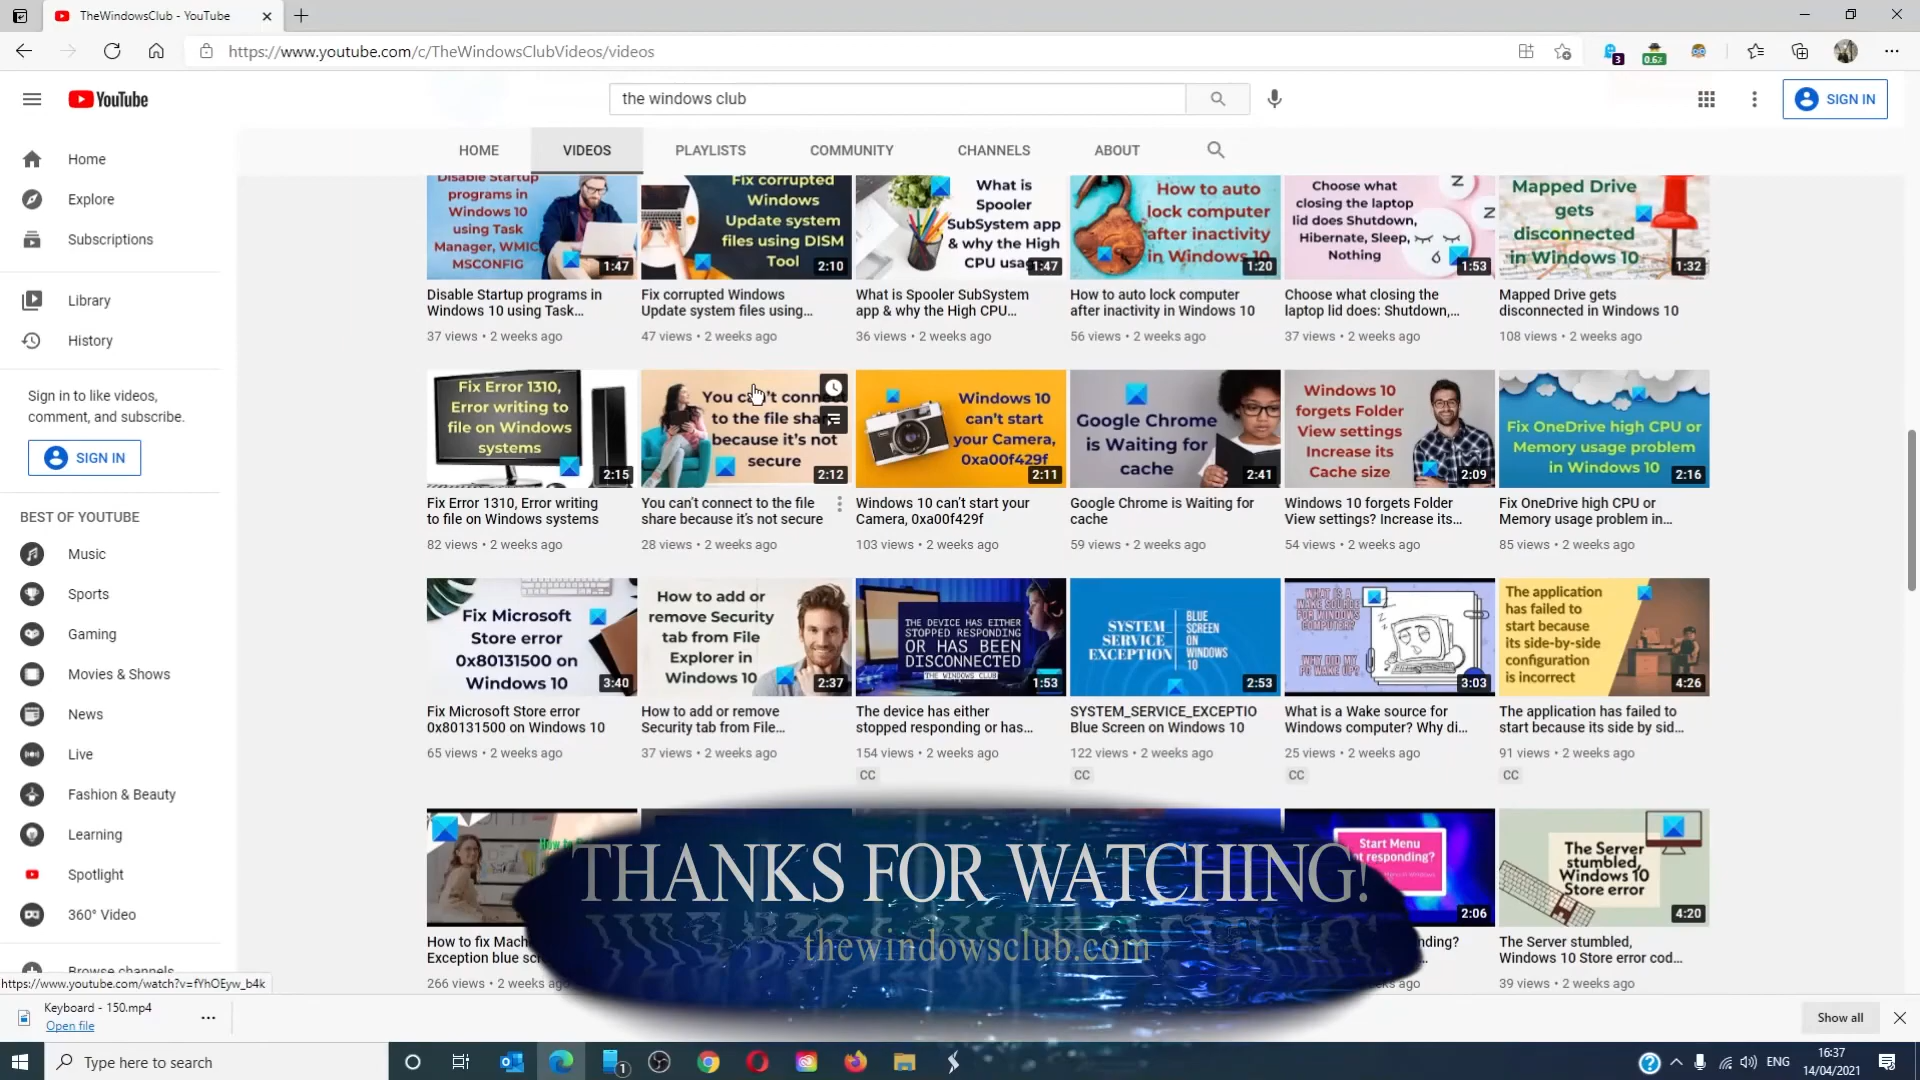 TheWindowsClub - YouTube
https://www.youtube.com/c/TheWindowsClubVideos/videos
3
0.6%
YouTube
the windows club
SIGN IN
HOME
VIDEOS
PLAYLISTS
COMMUNITY
CHANNELS
ABOUT
Home
Explore
Subscriptions
Library
History
Sign in to like videos,
comment, and subscribe.
SIGN IN
BEST OF YOUTUBE
Music
Sports
Gaming
Movies & Shows
News
Live
Fashion & Beauty
Learning
Spotlight
360° Video
Browse channels
Disable Startup
programs in
Windows 10
using Task
Manager, WMIC
MSCONFIG
1:47
Disable Startup programs in
Windows 10 using Task...
37 views • 2 weeks ago
Fix corrupted
Windows
Update system
files using DISM
Tool
2:10
Fix corrupted Windows
Update system files using...
47 views • 2 weeks ago
What is
Spooler
SubSystem app
& why the High
CPU usage
1:47
What is Spooler SubSystem
app & why the High CPU...
36 views • 2 weeks ago
How to auto
lock computer
after inactivity
in Windows 10
1:20
How to auto lock computer
after inactivity in Windows 10
56 views • 2 weeks ago
Choose what
closing the laptop
lid does Shutdown,
Hibernate, Sleep,
Nothing
Z
Z
1:53
Choose what closing the
laptop lid does: Shutdown,...
37 views • 2 weeks ago
Mapped Drive
gets
disconnected
in Windows 10
1:32
Mapped Drive gets
disconnected in Windows 10
108 views • 2 weeks ago
Fix Error 1310,
Error writing to
file on Windows
systems
2:15
Fix Error 1310, Error writing
to file on Windows systems
82 views • 2 weeks ago
You can't connect
to the file share
because it's not
secure
2:12
You can't connect to the file
share because it's not secure
28 views • 2 weeks ago
Windows 10
can't start
your Camera,
0xa00f429f
2:11
Windows 10 can't start your
Camera, 0xa00f429f
103 views • 2 weeks ago
Google Chrome
is Waiting for
cache
2:41
Google Chrome is Waiting for
cache
59 views • 2 weeks ago
Windows 10
forgets Folder
View settings
Increase its
Cache size
2:09
Windows 10 forgets Folder
View settings? Increase its...
54 views • 2 weeks ago
Fix OneDrive high CPU or
Memory usage problem
in Windows 10
2:16
Fix OneDrive high CPU or
Memory usage problem in...
85 views • 2 weeks ago
Fix Microsoft
Store error
0x80131500 on
Windows 10
3:40
Fix Microsoft Store error
0x80131500 on Windows 10
65 views • 2 weeks ago
How to add or
remove Security
tab from File
Explorer in
Windows 10
2:37
How to add or remove
Security tab from File...
37 views • 2 weeks ago
THE DEVICE HAS EITHER
STOPPED RESPONDING
OR HAS BEEN
DISCONNECTED
THE WINDOWS CLUB
1:53
The device has either
stopped responding or has...
154 views • 2 weeks ago
CC
SYSTEM
SERVICE
EXCEPTION
BLUE
SCREEN
ON
WINDOWS
10
2:53
SYSTEM_SERVICE_EXCEPTIO
Blue Screen on Windows 10
122 views • 2 weeks ago
CC
WHAT IS A
WAKE SOURCE
FOR WINDOWS
COMPUTER?
WHY DID MY
PC WAKE UP?
3:03
What is a Wake source for
Windows computer? Why di...
25 views • 2 weeks ago
CC
The application
has failed to
start because
its side-by-side
configuration
is incorrect
4:26
The application has failed to
start because its side by sid...
91 views • 2 weeks ago
CC
How to
How to fix Mach
Exception blue scr
266 views • 2 weeks ago
THANKS FOR WATCHING!
thewindowsclub.com
Start Menu
responding?
2:06
nding?
ago
The Server
stumbled,
Windows 10
Store error
4:20
The Server stumbled,
Windows 10 Store error cod...
39 views • 2 weeks ago
https://www.youtube.com/watch?v=fYhOEyw_b4k
Keyboard - 150.mp4
Open file
Show all
Type here to search
1
ENG
16:37
14/04/2021